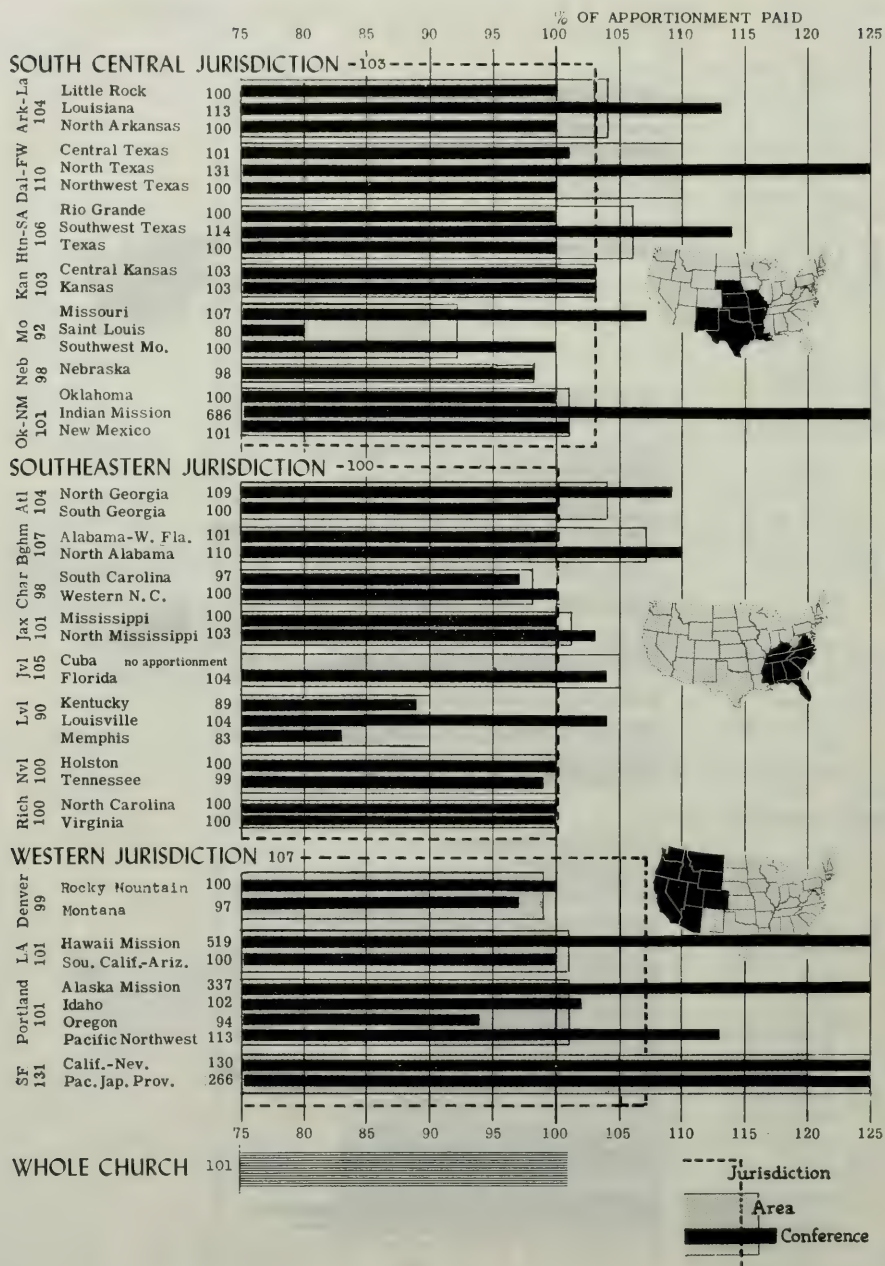 % OF APPORTIONMENT PAID
75 80 85 90 95 100 105 110 115 120 125
SOUTH CENTRAL JURISDICTION -103-
Ark-La 104
Little Rock 100
Louisiana 113
North Arkansas 100
Dal-FW 110
Central Texas 101
North Texas 131
Northwest Texas 100
Htn-SA 106
Rio Grande 100
Southwest Texas 114
Texas 100
Kan 103
Central Kansas 103
Kansas 103
Mo 92
Missouri 107
Saint Louis 80
Southwest Mo. 100
Neb 98
Nebraska 98
Ok-NM 101
Oklahoma 100
Indian Mission 686
New Mexico 101
SOUTHEASTERN JURISDICTION -100-
Atl 104
North Georgia 109
South Georgia 100
Bghm 107
Alabama-W. Fla. 101
North Alabama 110
Char 98
South Carolina 97
Western N.C. 100
Jax 101
Mississippi 100
North Mississippi 103
Jvl 105
Cuba no apportionment
Florida 104
Lvl 90
Kentucky 89
Louisville 104
Memphis 83
Nvl 100
Holston 100
Tennessee 99
Rich 100
North Carolina 100
Virginia 100
WESTERN JURISDICTION 107
Denver 99
Rocky Mountain 100
Montana 97
LA 101
Hawaii Mission 519
Sou. Calif.-Ariz. 100
Portland 101
Alaska Mission 337
Idaho 102
Oregon 94
Pacific Northwest 113
SF 131
Calif.-Nev. 130
Pac. Jap. Prov. 266
75 80 85 90 95 100 105 110 115 120 125
WHOLE CHURCH 101
Jurisdiction
Area
Conference